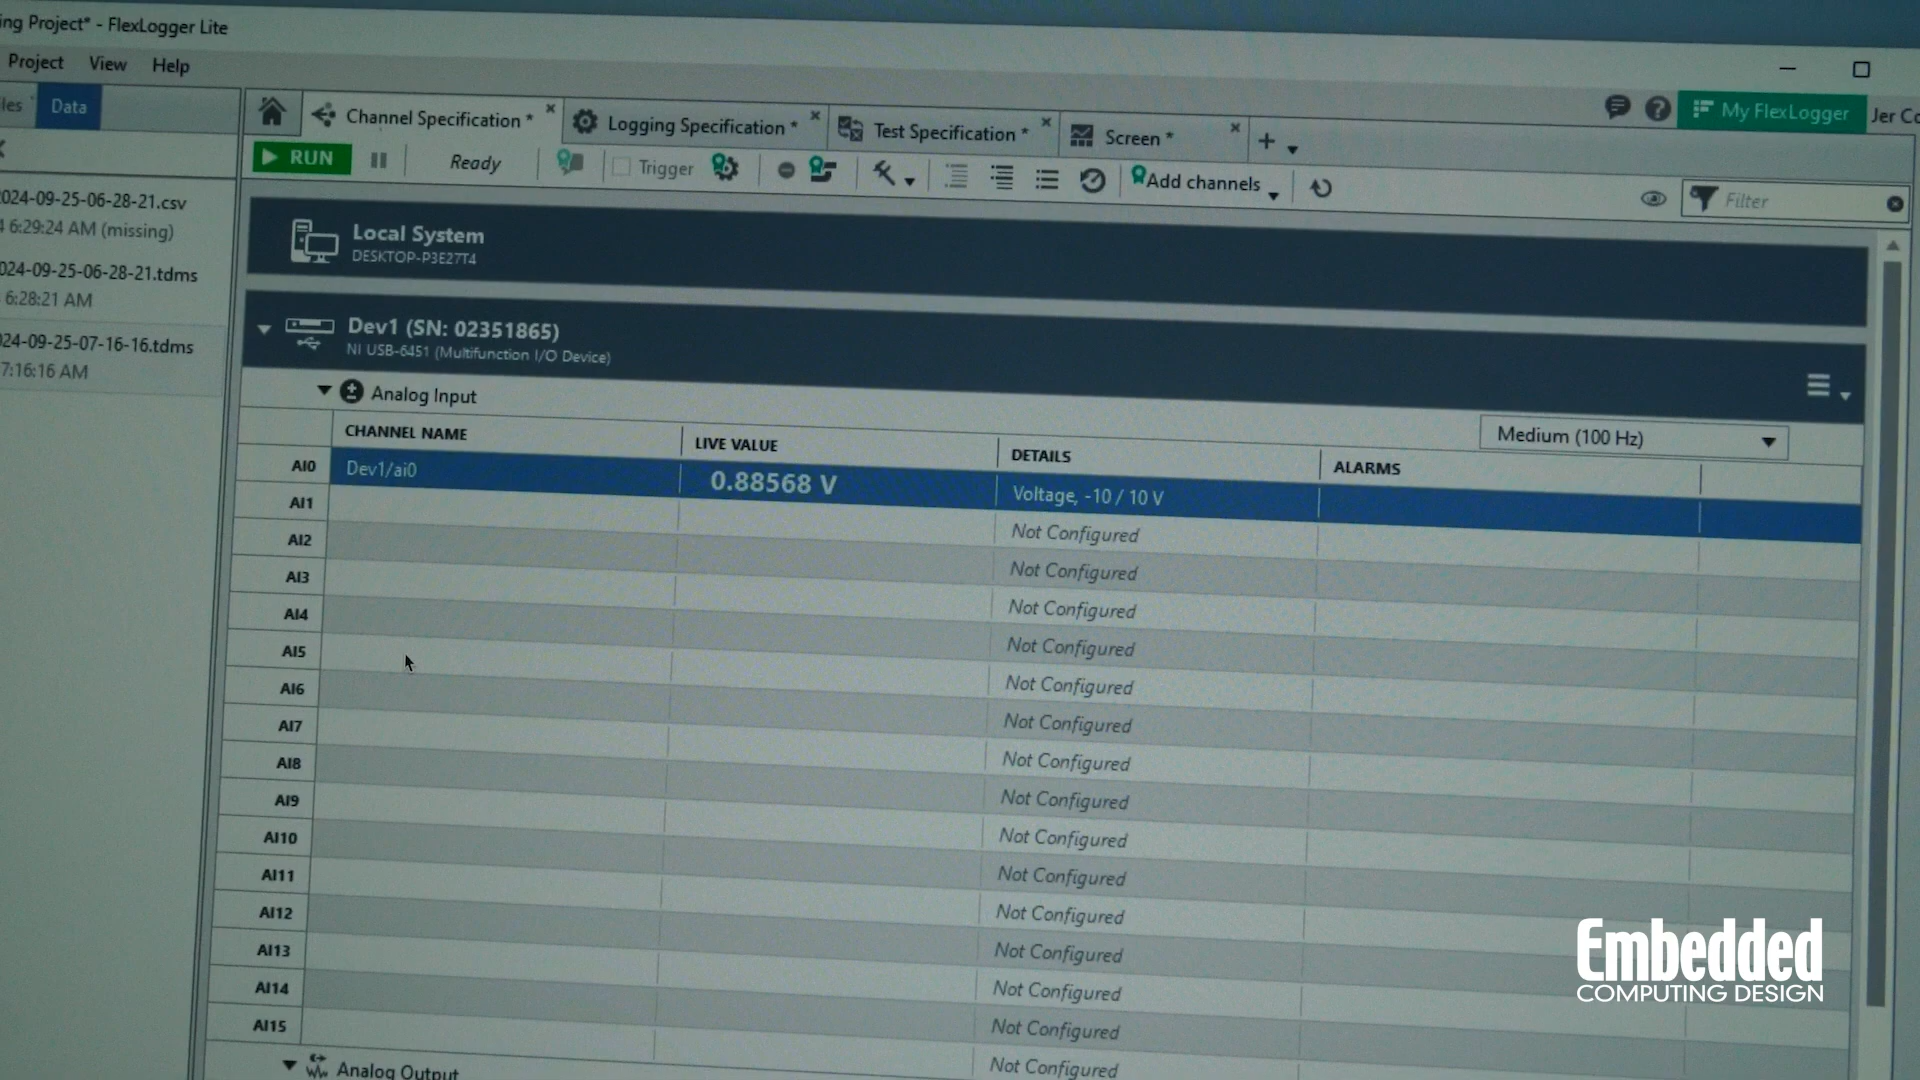 ing Project* - FlexLogger Lite
Project View Help
les Data
Channel Specification * Logging Specification * Test Specification * Screen *
My FlexLogger Jer Co
RUN Ready Trigger Add channels Filter
024-09-25-06-28-21.csv
4 6:29:24 AM (missing)
024-09-25-06-28-21.tdms
6:28:21 AM
024-09-25-07-16-16.tdms
7:16:16 AM
Local System
DESKTOP-P3E27T4
Dev1 (SN: 02351865)
NI USB-6451 (Multifunction I/O Device)
Analog Input
Medium (100 Hz)
CHANNEL NAME LIVE VALUE DETAILS ALARMS
AI0 Dev1/ai0 0.88568 V Voltage, -10 / 10 V
AI1 Not Configured
AI2 Not Configured
AI3 Not Configured
AI4 Not Configured
AI5 Not Configured
AI6 Not Configured
AI7 Not Configured
AI8 Not Configured
AI9 Not Configured
AI10 Not Configured
AI11 Not Configured
AI12 Not Configured
AI13 Not Configured
AI14 Not Configured
AI15 Not Configured
Analog Output
Embedded
COMPUTING DESIGN